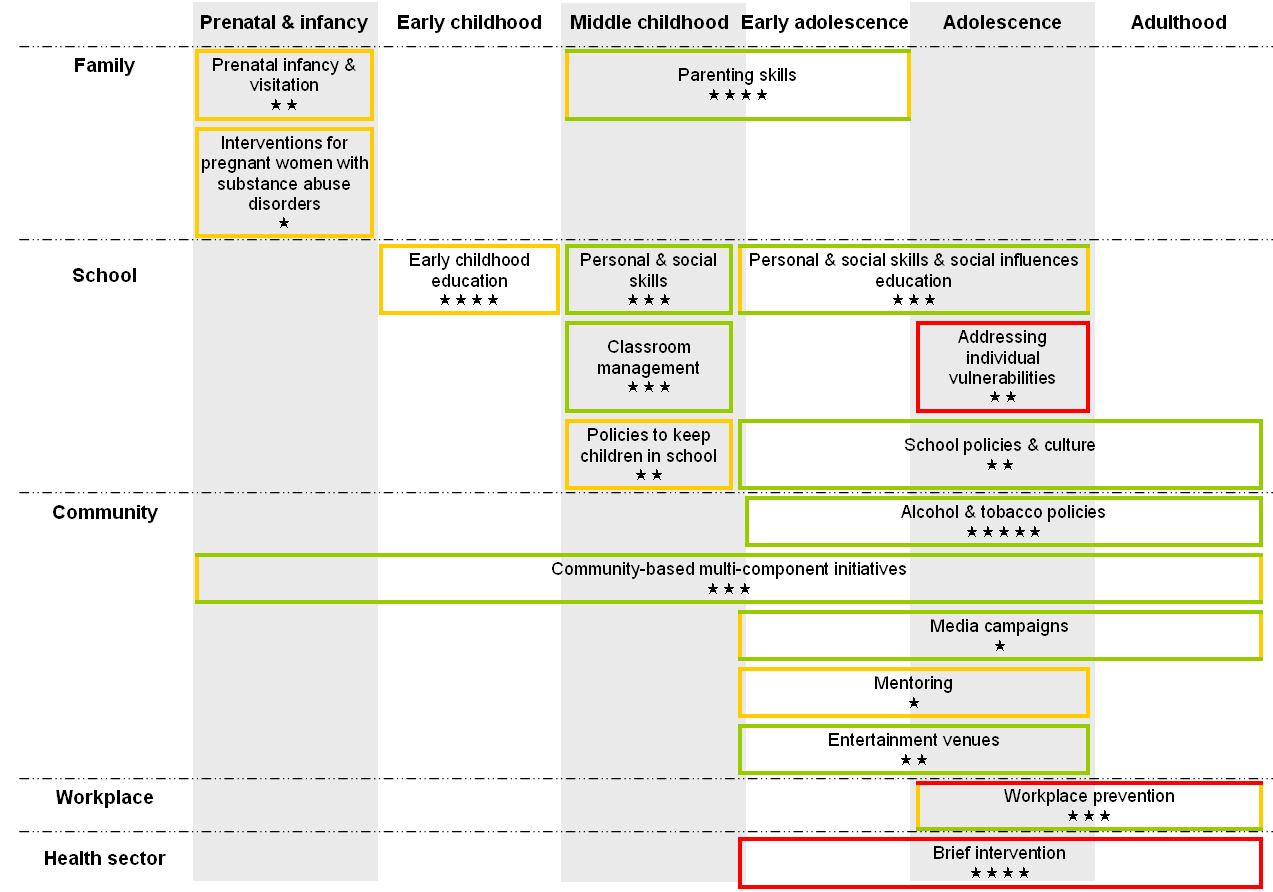 Prenatal & infancy
Early childhood
Middle childhood
Early adolescence
Adolescence
Adulthood
Family
Prenatal infancy &
visitation
★★
Parenting skills
★★★★
Interventions for
pregnant women with
substance abuse
disorders
★
School
Early childhood
education
★★★★
Personal & social
skills
★★★
Personal & social skills & social influences
education
★★★
Classroom
management
★★★
Addressing
individual
vulnerabilities
★★
Policies to keep
children in school
★★
School policies & culture
★★
Community
Alcohol & tobacco policies
★★★★★
Community-based multi-component initiatives
★★★
Media campaigns
★
Mentoring
★
Entertainment venues
★★
Workplace
Workplace prevention
★★★
Health sector
Brief intervention
★★★★